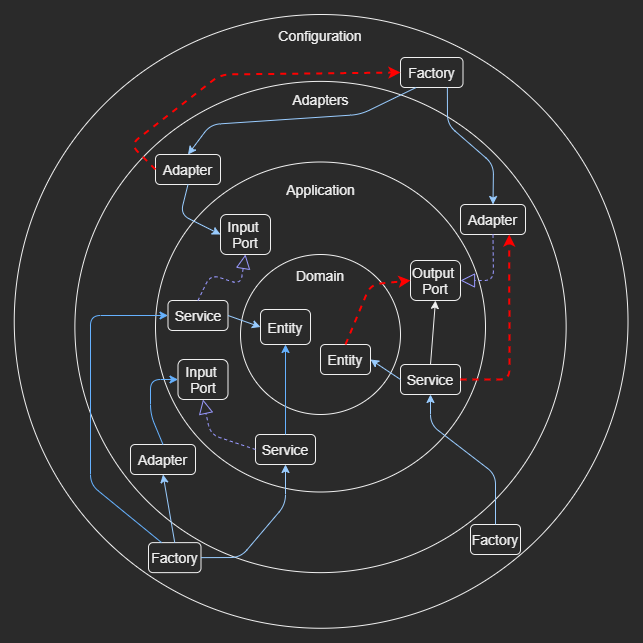 Configuration
Factory
Adapters
Adapter
Application
Input
Port
Adapter
Domain
Output
Port
Service
Entity
Entity
Input
Port
Service
Service
Adapter
Factory
Factory